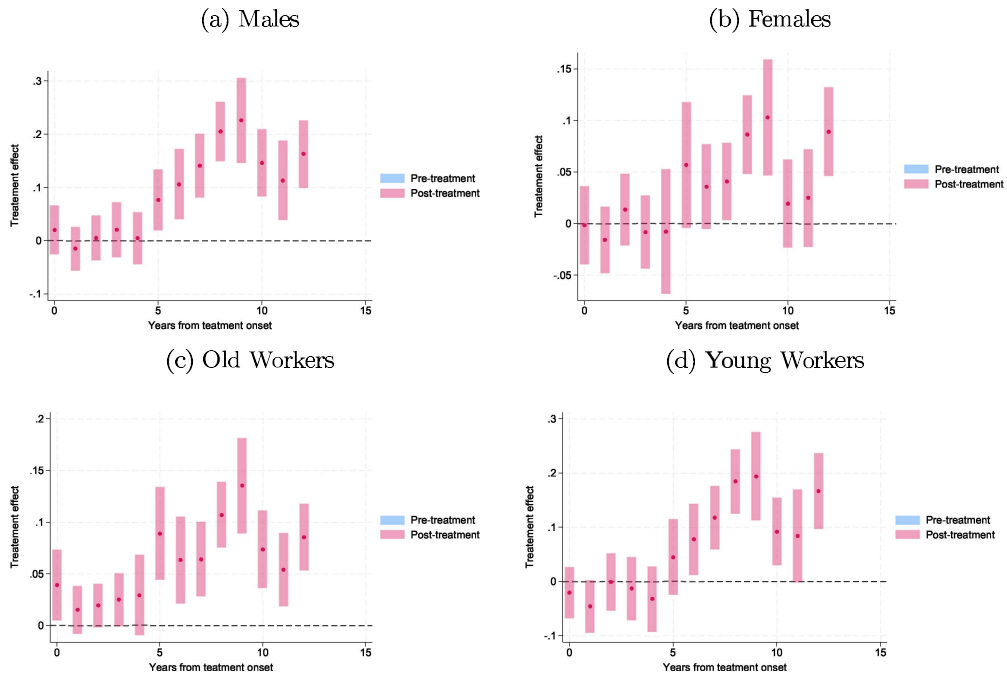 (a) Males
.3
.2
.1
0
-.1
Treatement effect
0 5 10 15
Years from teatment onset
Pre-treatment
Post-treatment
(b) Females
.15
.1
.05
0
-.05
Treatement effect
0 5 10 15
Years from teatment onset
Pre-treatment
Post-treatment
(c) Old Workers
.2
.15
.1
.05
0
Treatement effect
0 5 10 15
Years from teatment onset
Pre-treatment
Post-treatment
(d) Young Workers
.3
.2
.1
0
-.1
Treatement effect
0 5 10 15
Years from teatment onset
Pre-treatment
Post-treatment